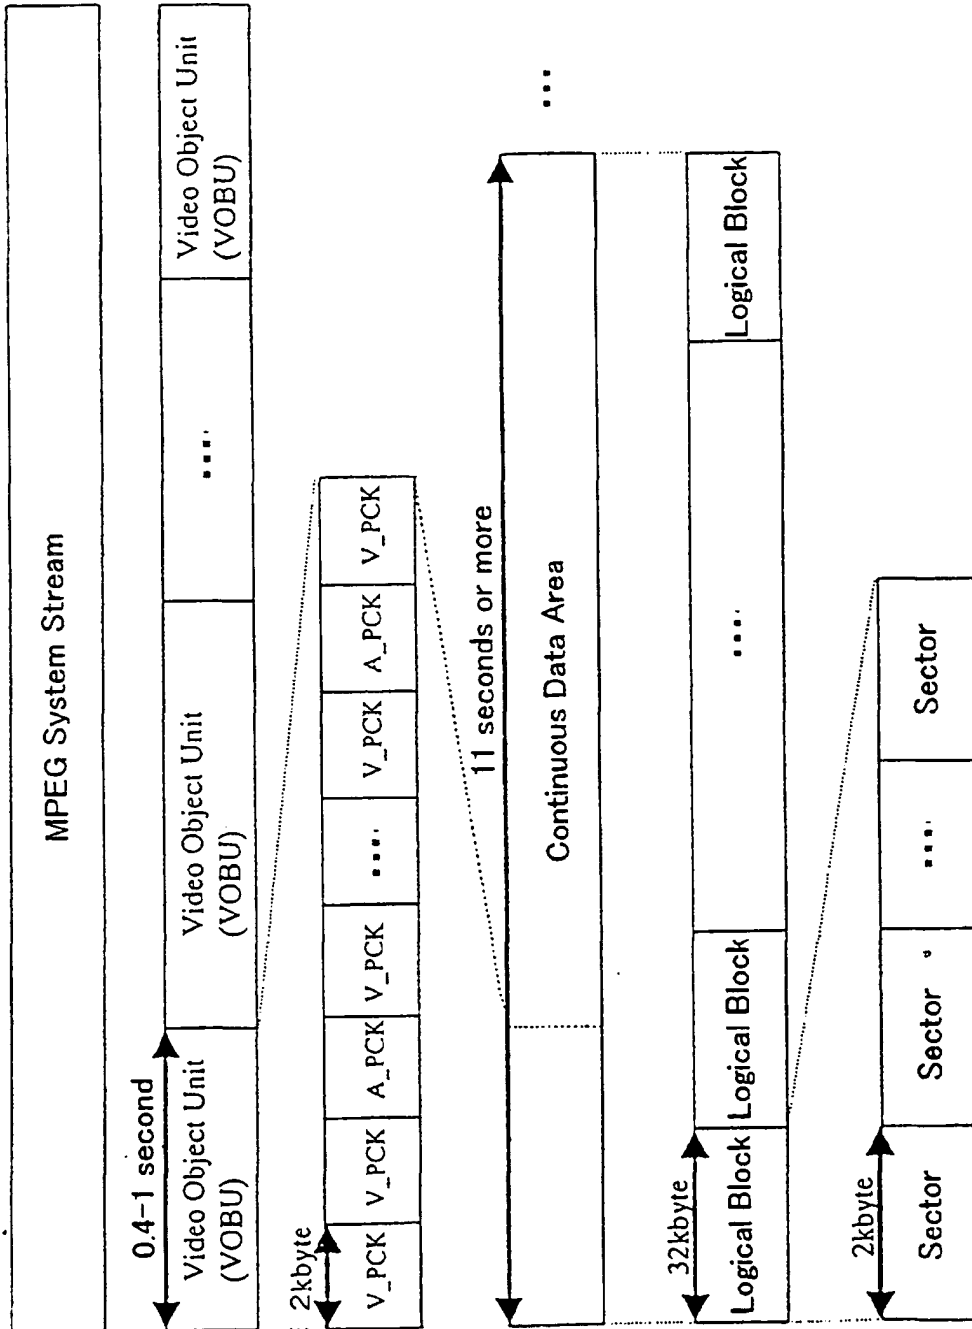 MPEG System Stream
0.4-1 second
Video Object Unit
(VOBU)
Video Object Unit
(VOBU)
....
Video Object Unit
(VOBU)
2kbyte
V_PCK
V_PCK
A_PCK
V_PCK
....
V_PCK
A_PCK
V_PCK
11 seconds or more
Continuous Data Area
...
32kbyte
Logical Block
Logical Block
....
Logical Block
2kbyte
Sector
Sector
....
Sector